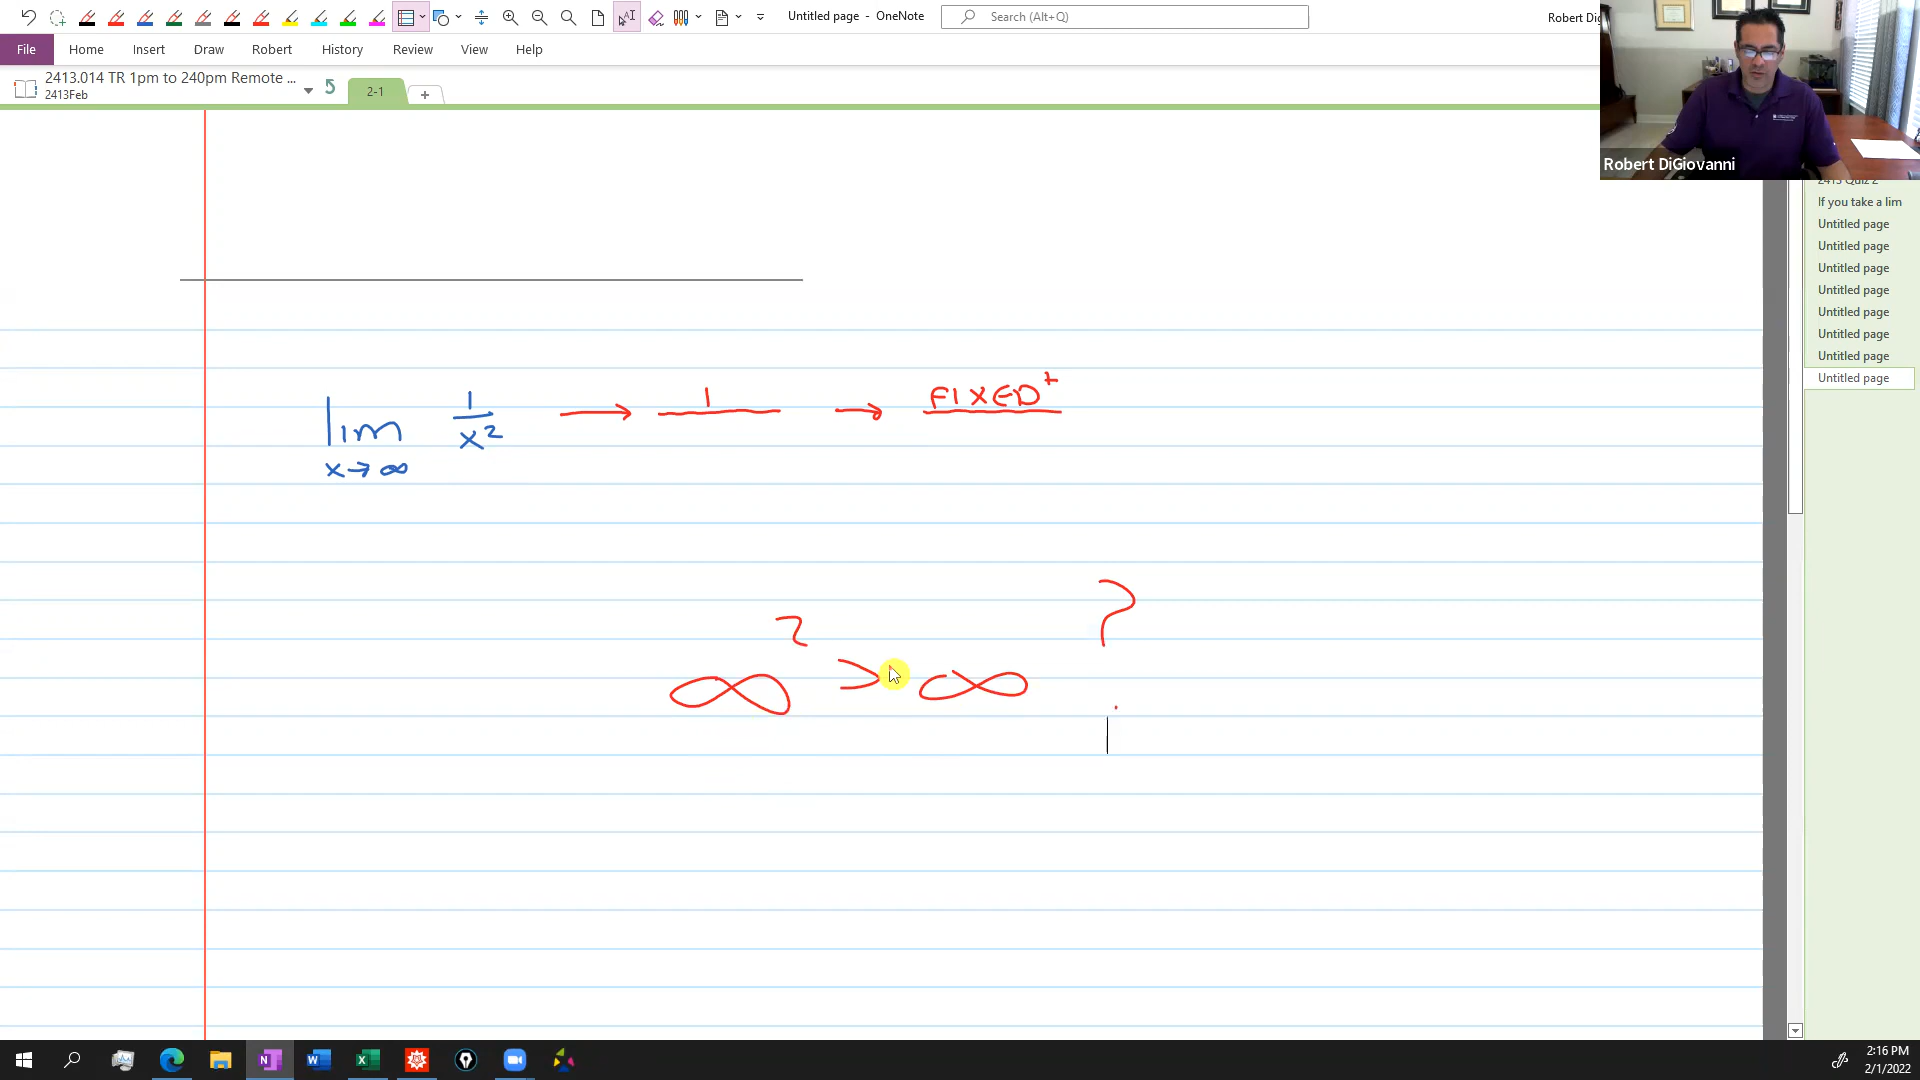 Untitled page - OneNote
Search (Alt+Q)
Robert Di
File Home Insert Draw Robert History Review View Help
2413.014 TR 1pm to 240pm Remote ...
2413Feb
2-1
Robert DiGiovanni
2413 Quiz 2
If you take a lim
Untitled page
Untitled page
Untitled page
Untitled page
Untitled page
Untitled page
Untitled page
Untitled page
lim x→∞ 1/x² → 1 → FIXED⁺
∞² > ∞ ?
2:16 PM
2/1/2022